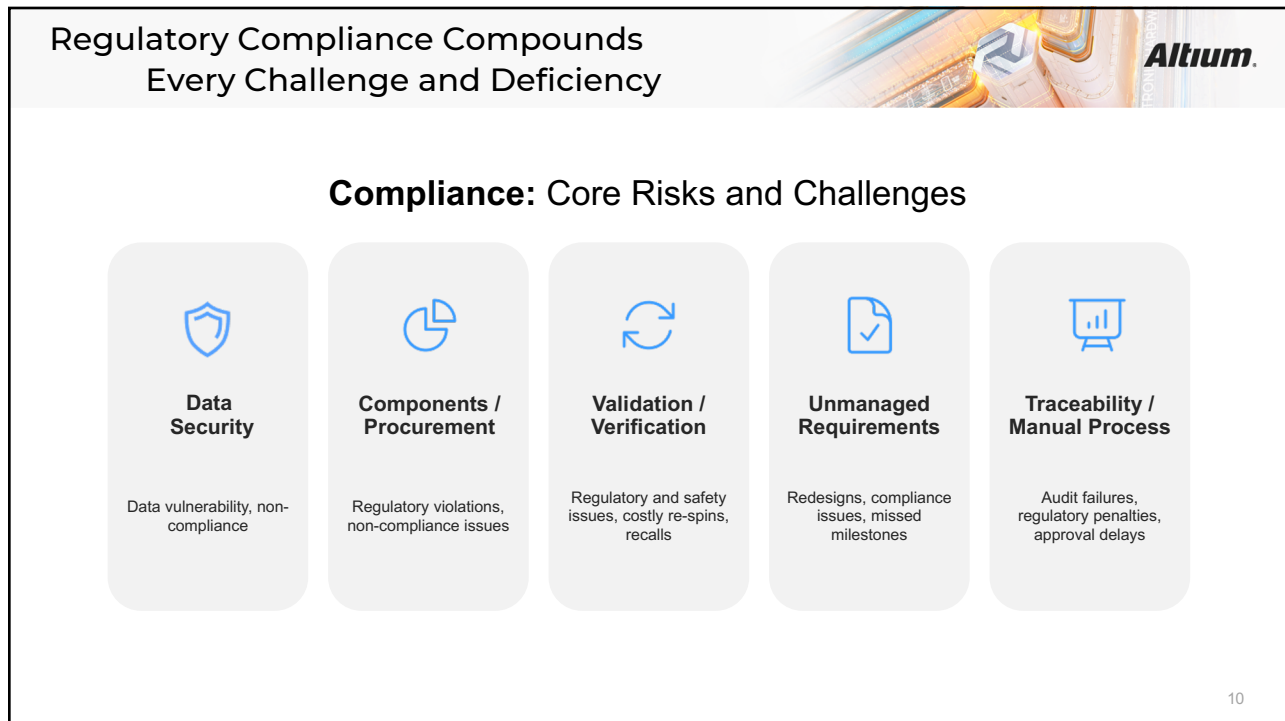 Regulatory Compliance Compounds
Every Challenge and Deficiency
Altium.
Compliance: Core Risks and Challenges
Data
Security
Data vulnerability, non-
compliance
Components /
Procurement
Regulatory violations,
non-compliance issues
Validation /
Verification
Regulatory and safety
issues, costly re-spins,
recalls
Unmanaged
Requirements
Redesigns, compliance
issues, missed
milestones
Traceability /
Manual Process
Audit failures,
regulatory penalties,
approval delays
10